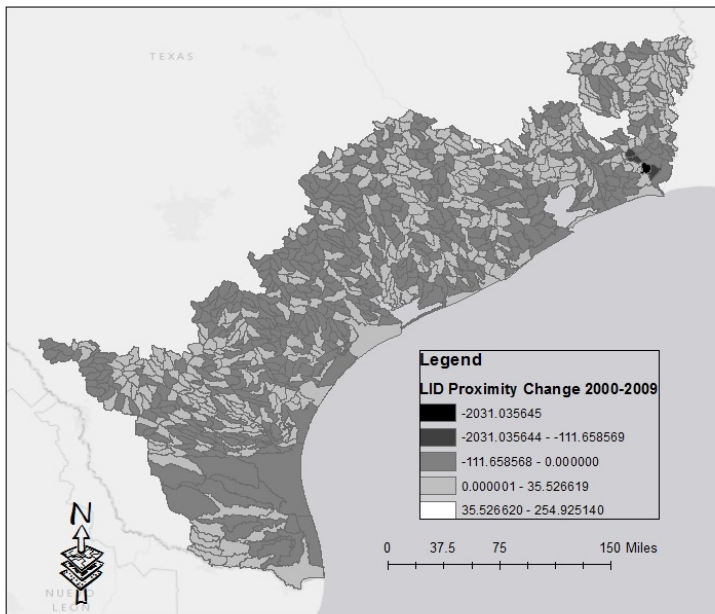 TEXAS
Legend
LID Proximity Change 2000-2009
-2031.035645
-2031.035644 - -111.658569
-111.658568 - 0.000000
0.000001 - 35.526619
35.526620 - 254.925140
0 37.5 75 150 Miles
N
NUEVO
LEON